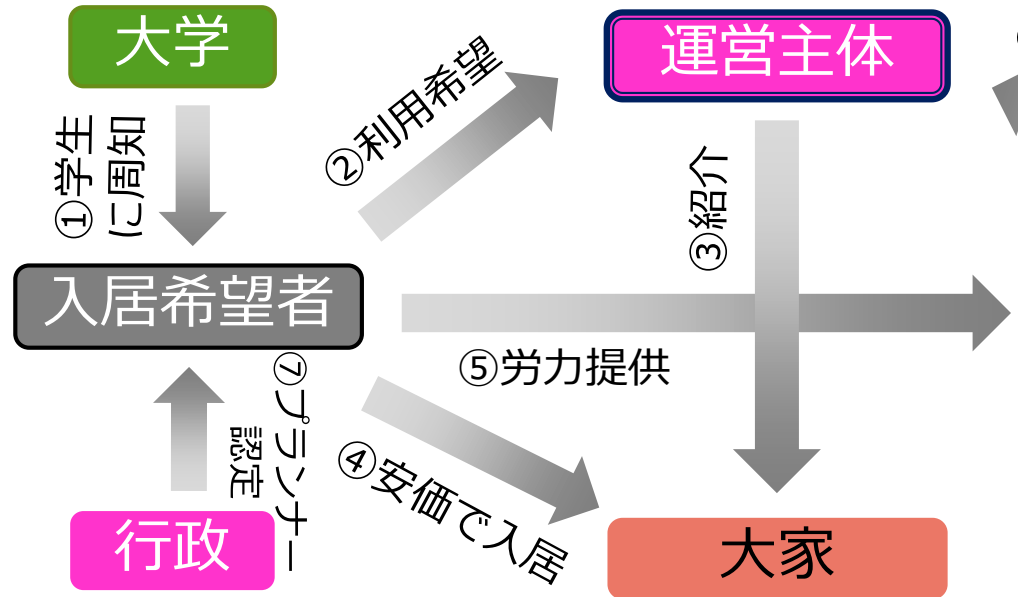 大学
運営主体
①学生
に周知
②利用希望
③紹介
入居希望者
⑤労力提供
⑦プランナー
認定
④安価で入居
行政
大家